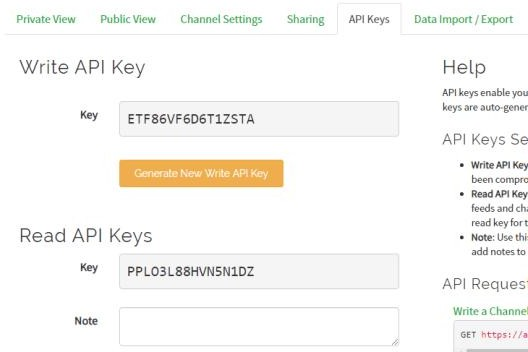 Private View Public View Channel Settings Sharing API Keys Data Import / Export
Write API Key
Key ETF86VF6D6T1ZSTA
Generate New Write API Key
Read API Keys
Key PPLO3L88HVN5N1DZ
Note
Help
API keys enable you
keys are auto-gener
API Keys Se
• Write API Key
been compro
• Read API Key
feeds and cha
read key for t
• Note: Use this
add notes to
API Request
Write a Channel
GET https://a